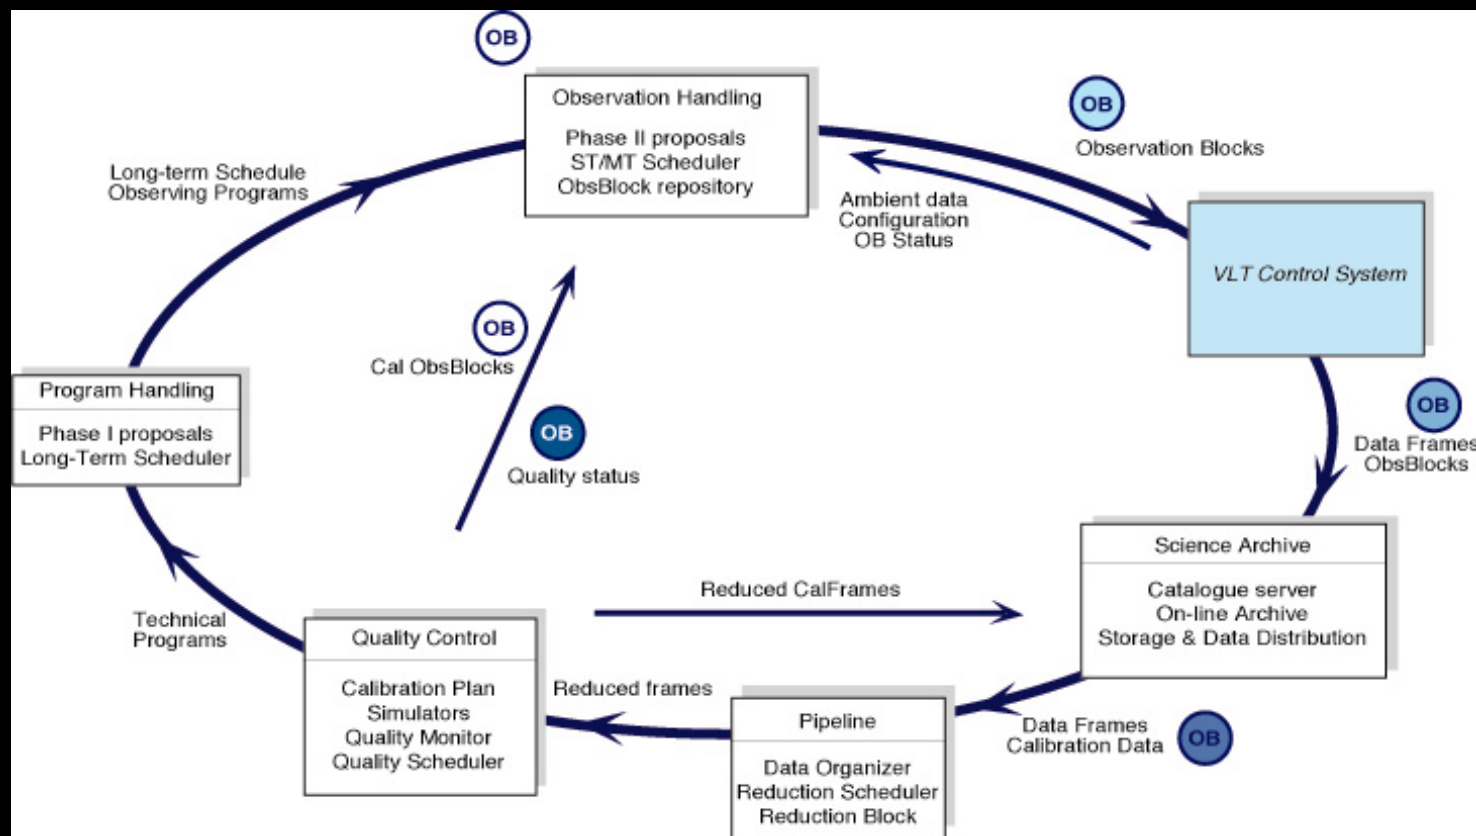 OB
Observation Handling
Phase II proposals
ST/MT Scheduler
ObsBlock repository
OB
Observation Blocks
Long-term Schedule
Observing Programs
Ambient data
Configuration
OB Status
VLT Control System
OB
Cal ObsBlocks
Program Handling
Phase I proposals
Long-Term Scheduler
OB
Quality status
OB
Data Frames
ObsBlocks
Science Archive
Catalogue server
On-line Archive
Storage & Data Distribution
Reduced CalFrames
Technical
Programs
Quality Control
Calibration Plan
Simulators
Quality Monitor
Quality Scheduler
Reduced frames
Pipeline
Data Organizer
Reduction Scheduler
Reduction Block
Data Frames
Calibration Data
OB